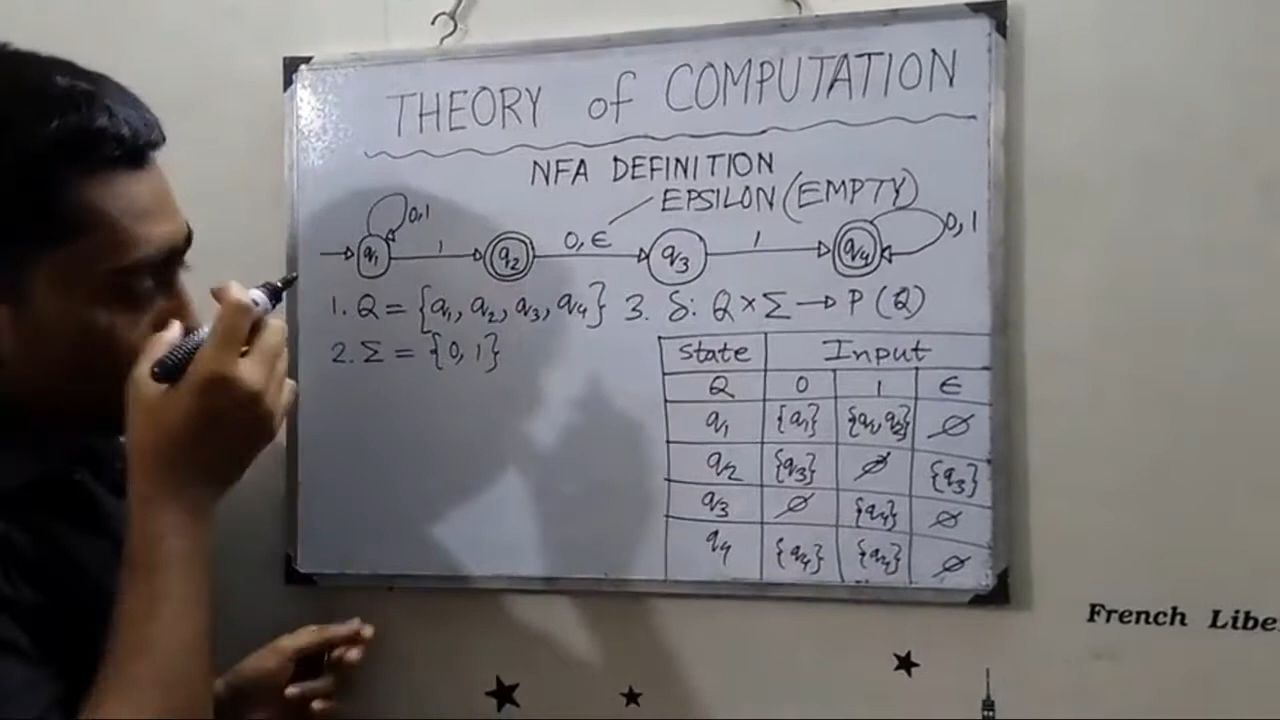 THEORY of COMPUTATION
NFA DEFINITION
EPSILON (EMPTY)
0,1
1
0, ϵ
1
0,1
q1
q2
q3
q4
1. Q = {q1, q2, q3, q4}
2. Σ = {0, 1}
3. δ: Q × Σ → P (Q)
State Input
Q 0 1 ϵ
q1 {q1} {q1, q2} ∅
q2 {q3} ∅ {q3}
q3 ∅ {q4} ∅
q4 {q4} {q4} ∅
French Libe